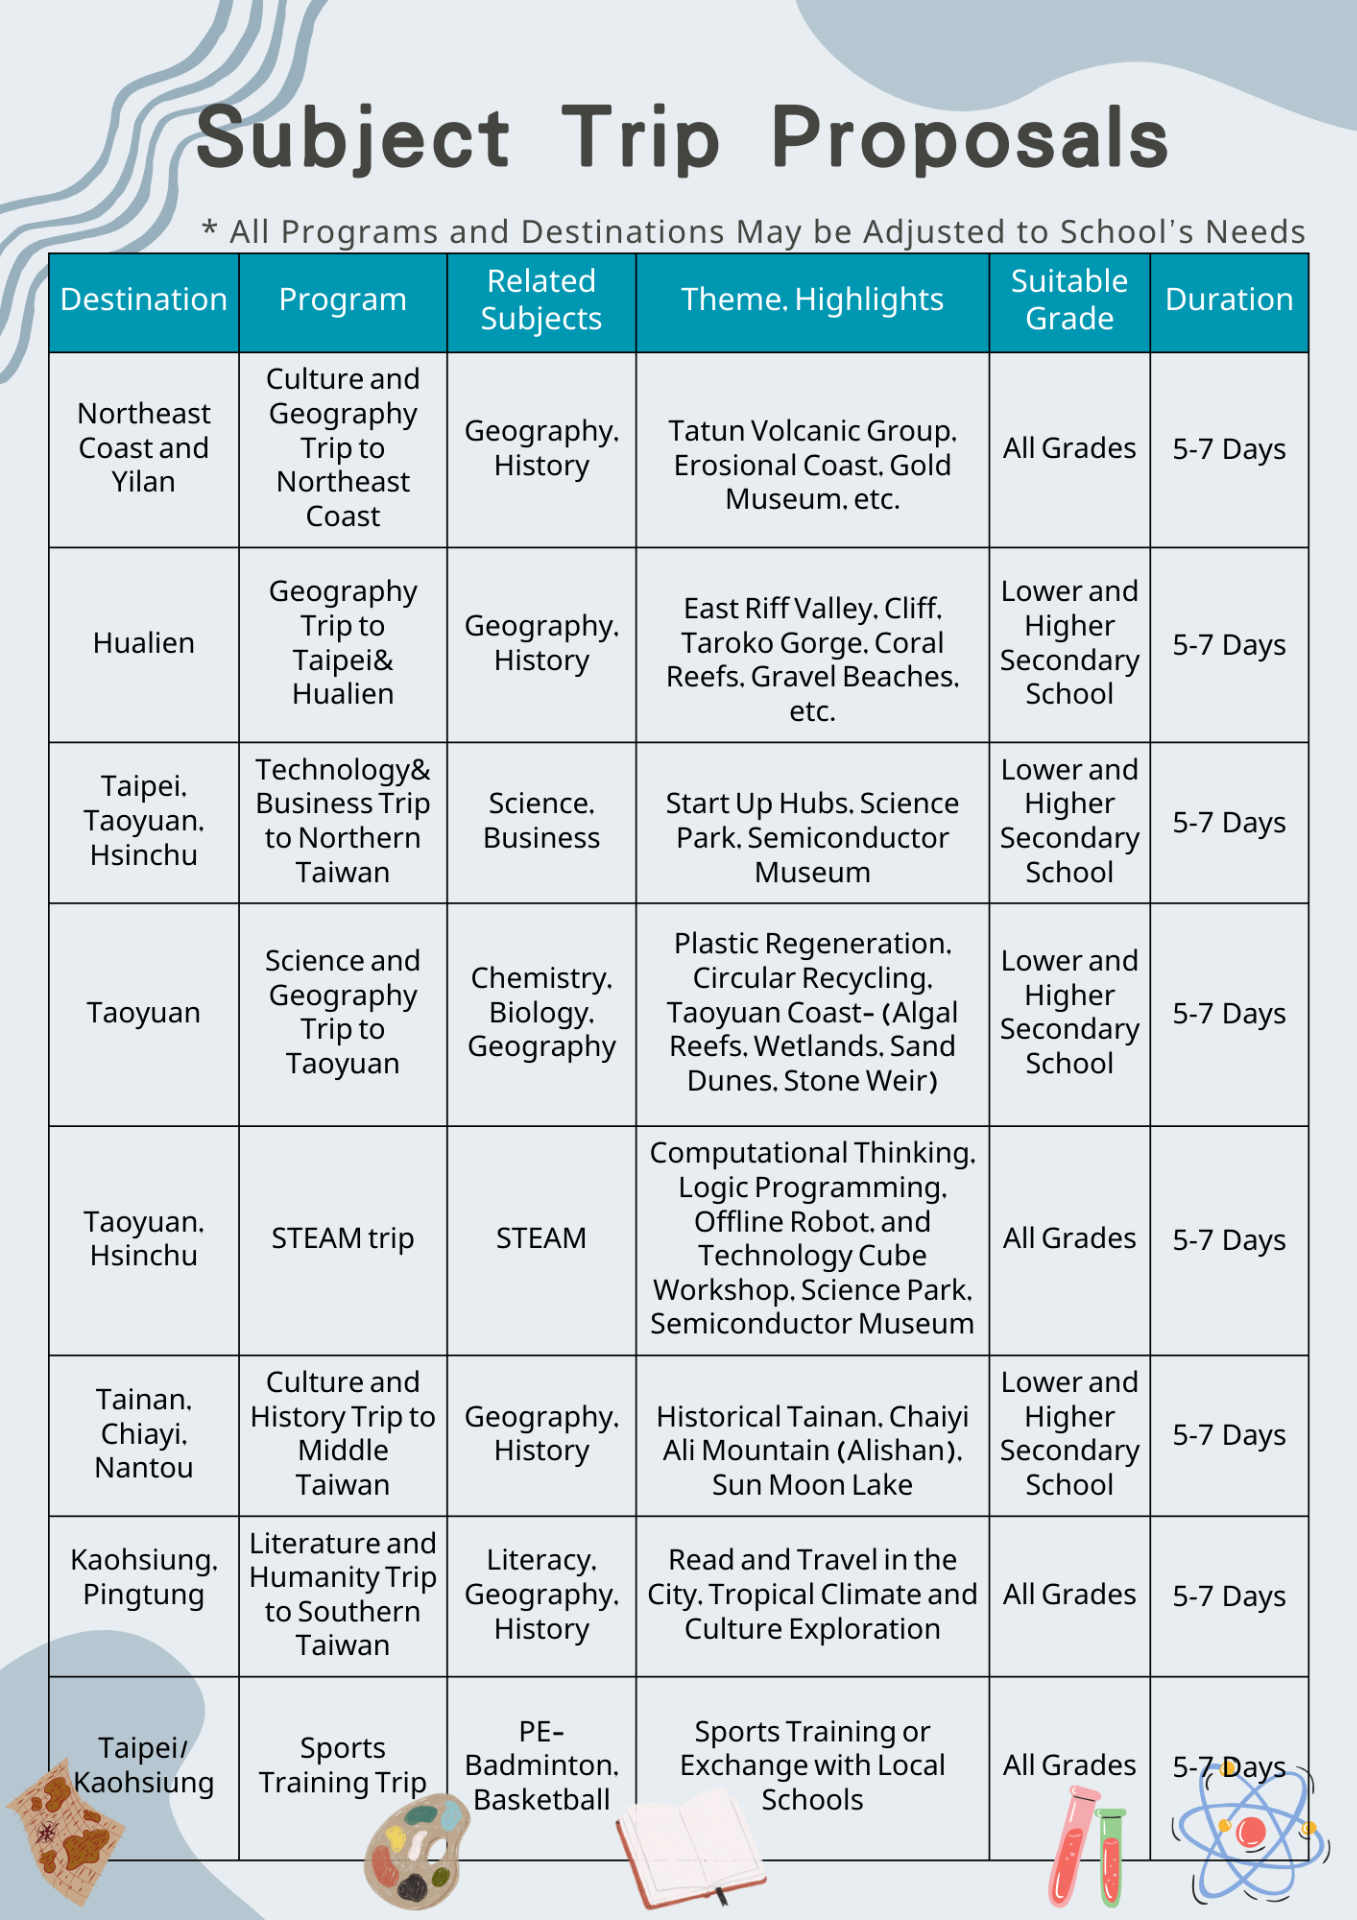 Subject Trip Proposals
* All Programs and Destinations May be Adjusted to School's Needs
Destination
Program
Related
Subjects
Theme, Highlights
Suitable
Grade
Duration
Northeast
Coast and
Yilan
Culture and
Geography
Trip to
Northeast
Coast
Geography,
History
Tatun Volcanic Group,
Erosional Coast, Gold
Museum, etc.
All Grades
5-7 Days
Hualien
Geography
Trip to
Taipei&
Hualien
Geography,
History
East Riff Valley, Cliff,
Taroko Gorge, Coral
Reefs, Gravel Beaches,
etc.
Lower and
Higher
Secondary
School
5-7 Days
Taipei,
Taoyuan,
Hsinchu
Technology&
Business Trip
to Northern
Taiwan
Science,
Business
Start Up Hubs, Science
Park, Semiconductor
Museum
Lower and
Higher
Secondary
School
5-7 Days
Taoyuan
Science and
Geography
Trip to
Taoyuan
Chemistry,
Biology,
Geography
Plastic Regeneration,
Circular Recycling,
Taoyuan Coast- (Algal
Reefs, Wetlands, Sand
Dunes, Stone Weir)
Lower and
Higher
Secondary
School
5-7 Days
Taoyuan,
Hsinchu
STEAM trip
STEAM
Computational Thinking,
Logic Programming,
Offline Robot, and
Technology Cube
Workshop, Science Park,
Semiconductor Museum
All Grades
5-7 Days
Tainan,
Chiayi,
Nantou
Culture and
History Trip to
Middle
Taiwan
Geography,
History
Historical Tainan, Chaiyi
Ali Mountain (Alishan),
Sun Moon Lake
Lower and
Higher
Secondary
School
5-7 Days
Kaohsiung,
Pingtung
Literature and
Humanity Trip
to Southern
Taiwan
Literacy,
Geography,
History
Read and Travel in the
City, Tropical Climate and
Culture Exploration
All Grades
5-7 Days
Taipei/
Kaohsiung
Sports
Training Trip
PE-
Badminton,
Basketball
Sports Training or
Exchange with Local
Schools
All Grades
5-7 Days